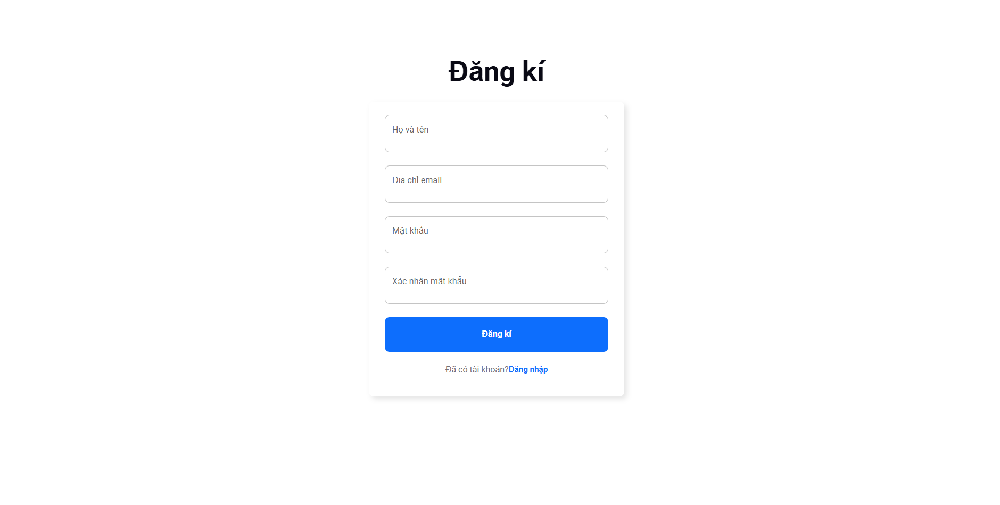 Đăng kí
Họ và tên
Địa chỉ email
Mật khẩu
Xác nhận mật khẩu
Đăng kí
Đã có tài khoản?Đăng nhập